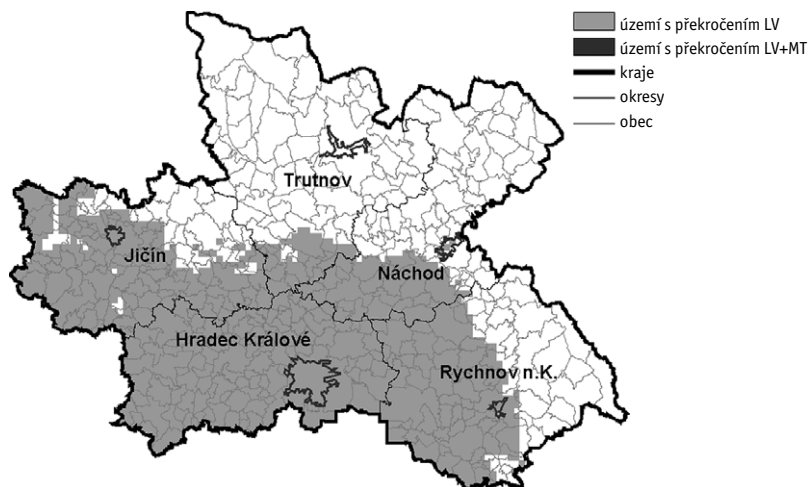 území s překročením LV
území s překročením LV+MT
kraje
okresy
obec
Trutnov
Jičín
Náchod
Hradec Králové
Rychnov n.K.